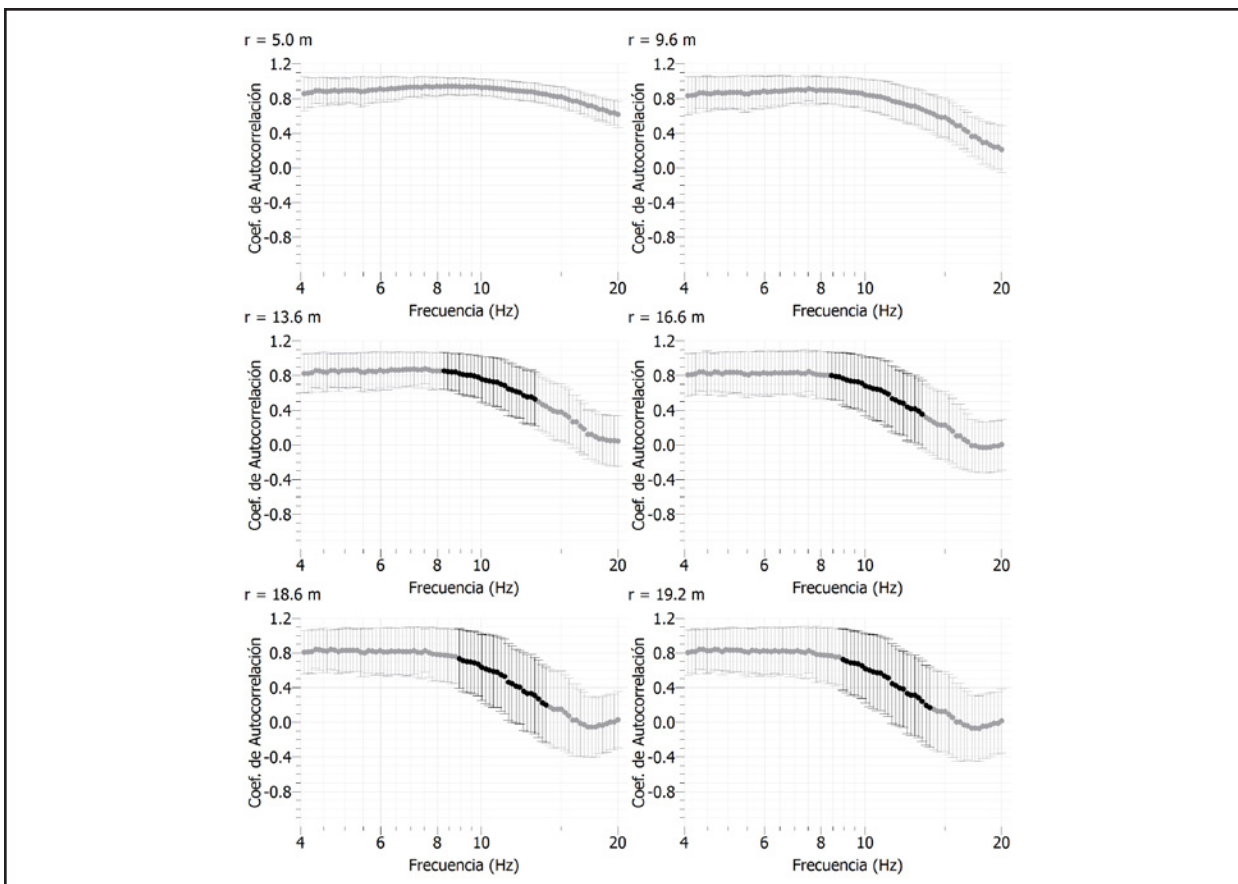 r = 5.0 m
1.2
0.8
0.4
0.0
-0.4
-0.8
Coef. de Autocorrelación
4 6 8 10 20
Frecuencia (Hz)
r = 9.6 m
1.2
0.8
0.4
0.0
-0.4
-0.8
Coef. de Autocorrelación
4 6 8 10 20
Frecuencia (Hz)
r = 13.6 m
1.2
0.8
0.4
0.0
-0.4
-0.8
Coef. de Autocorrelación
4 6 8 10 20
Frecuencia (Hz)
r = 16.6 m
1.2
0.8
0.4
0.0
-0.4
-0.8
Coef. de Autocorrelación
4 6 8 10 20
Frecuencia (Hz)
r = 18.6 m
1.2
0.8
0.4
0.0
-0.4
-0.8
Coef. de Autocorrelación
4 6 8 10 20
Frecuencia (Hz)
r = 19.2 m
1.2
0.8
0.4
0.0
-0.4
-0.8
Coef. de Autocorrelación
4 6 8 10 20
Frecuencia (Hz)